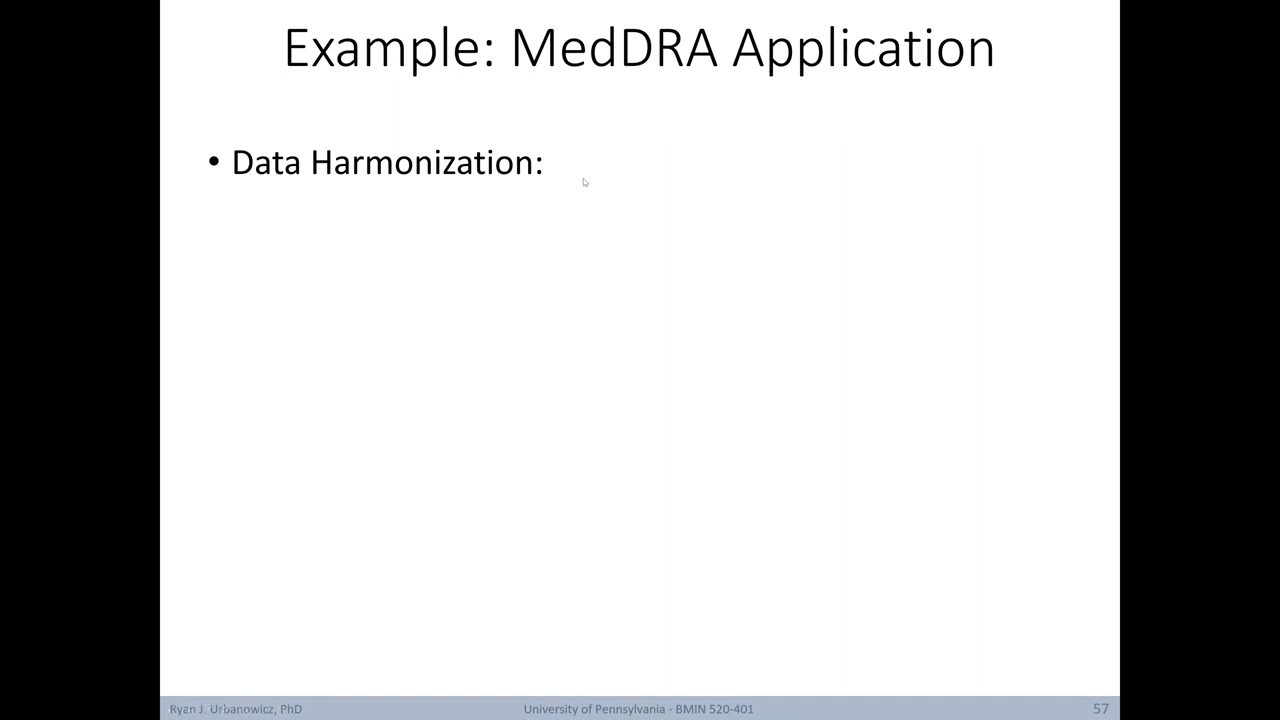 Example: MedDRA Application
• Data Harmonization:
Ryan J. Urbanowicz, PhD
University of Pennsylvania - BMIN 520-401
57